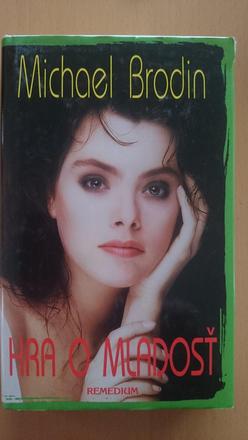 Michael Brodin
HRA O MLADOSŤ
REMEDIUM